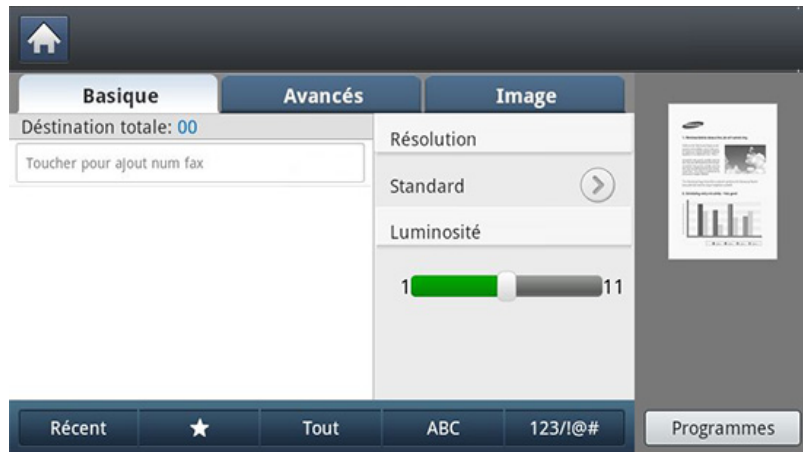 Basique
Avancés
Image
Déstination totale: 00
Toucher pour ajout num fax
Résolution
Standard
Luminosité
1
11
Récent
★
Tout
ABC
123/!@#
Programmes